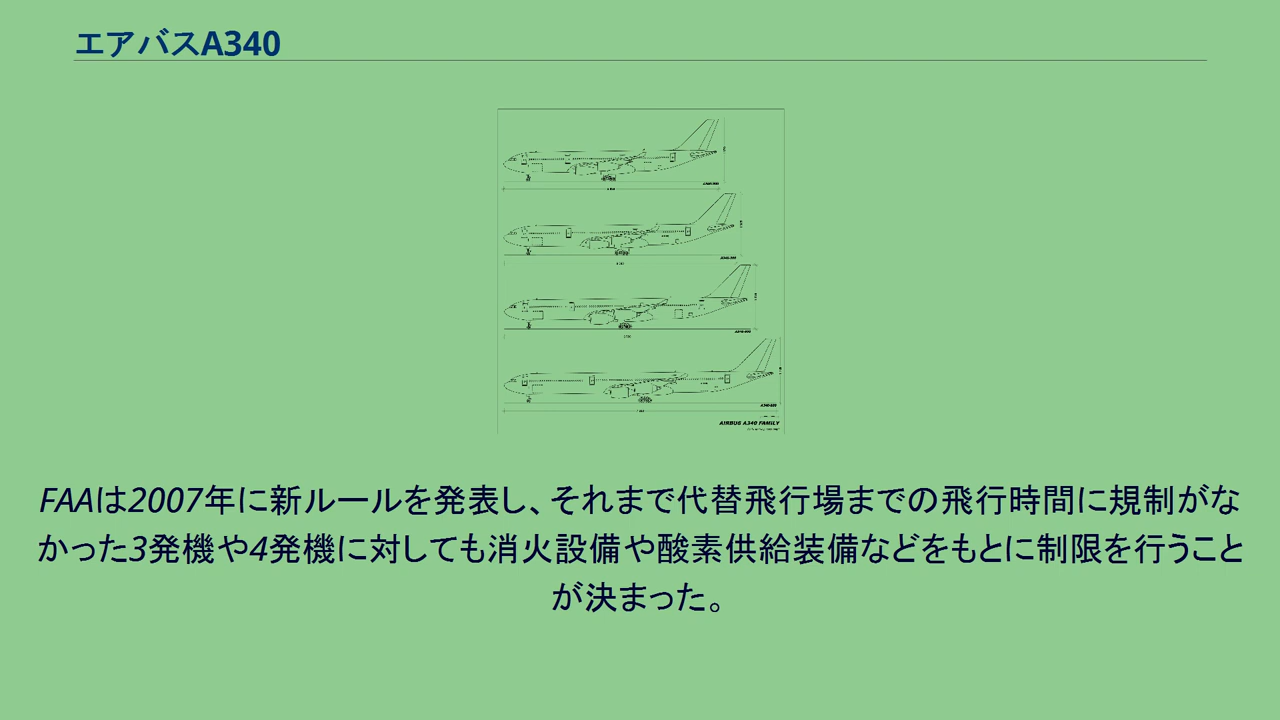 エアバスA340
AIRBUS A340 FAMILY
FAAは2007年に新ルールを発表し、それまで代替飛行場までの飛行時間に規制がな
かった3発機や4発機に対しても消火設備や酸素供給装備などをもとに制限を行うこと
が決まった。